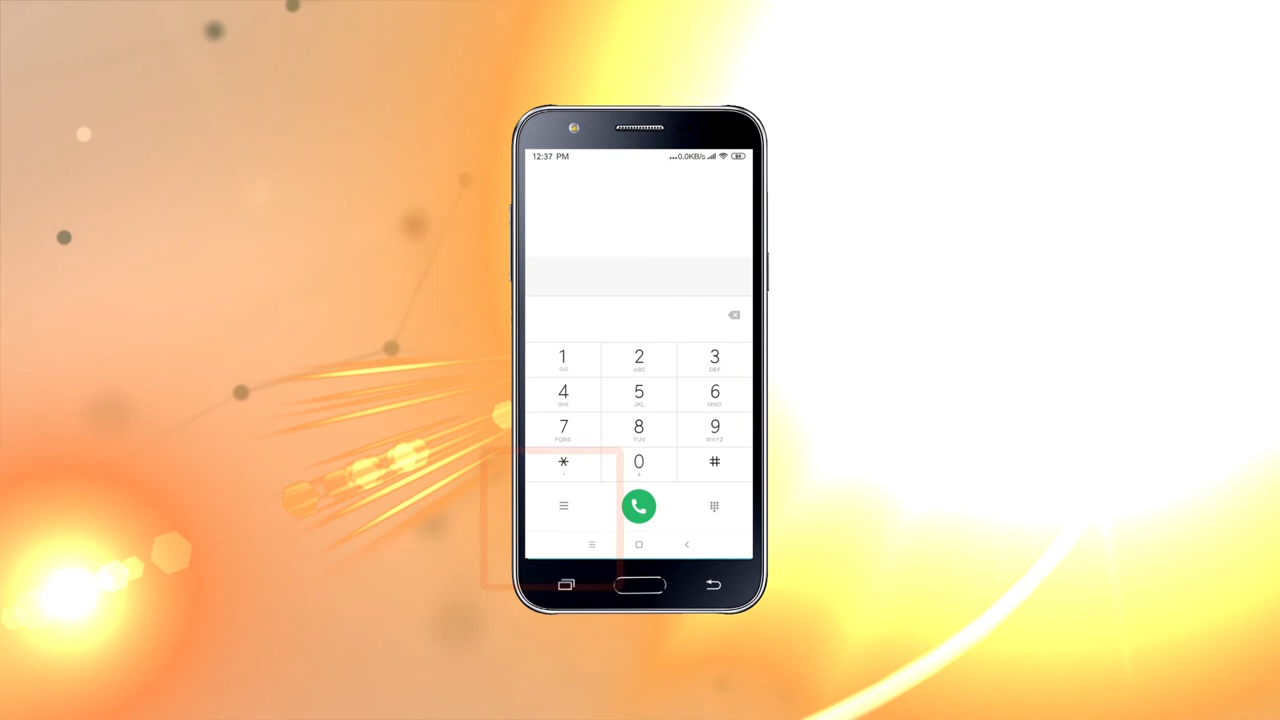 12:37 PM ...0.0KB/s
1 2 3
ABC DEF
4 5 6
GHI JKL MNO
7 8 9
PQRS TUV WXYZ
* 0 #
+